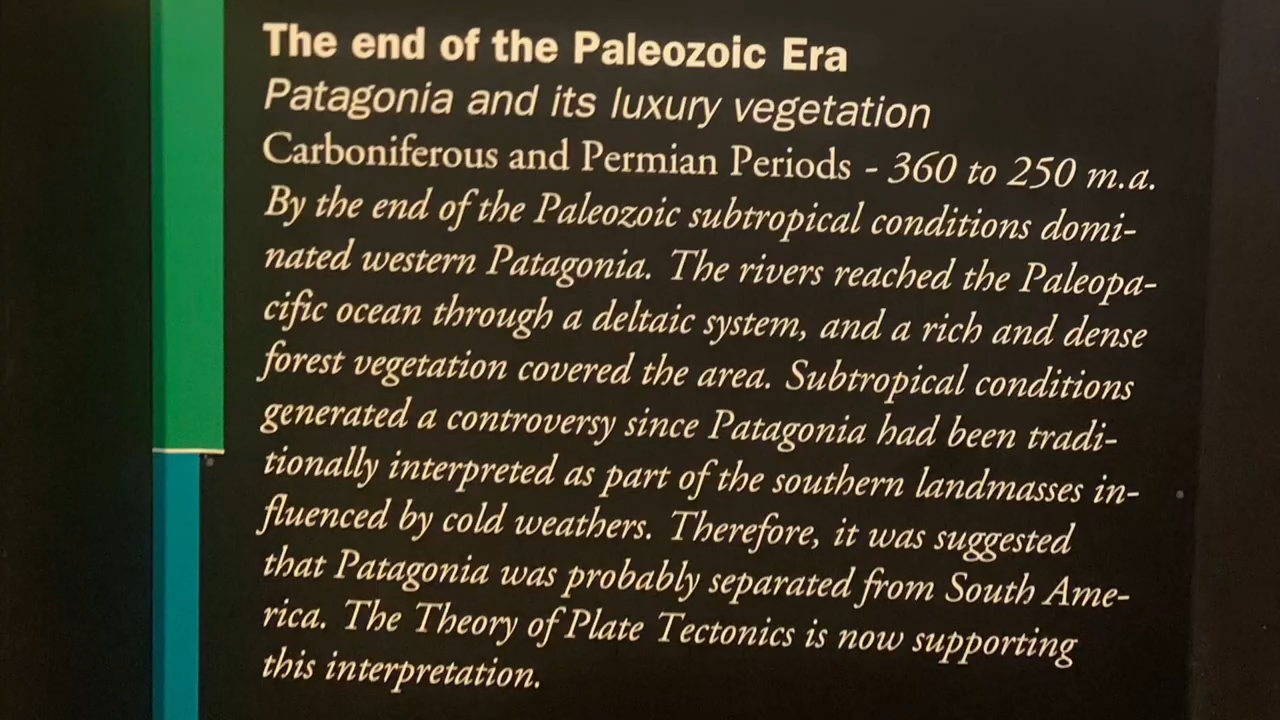 The end of the Paleozoic Era
Patagonia and its luxury vegetation
Carboniferous and Permian Periods - 360 to 250 m.a.
By the end of the Paleozoic subtropical conditions domi-
nated western Patagonia. The rivers reached the Paleopa-
cific ocean through a deltaic system, and a rich and dense
forest vegetation covered the area. Subtropical conditions
generated a controversy since Patagonia had been tradi-
tionally interpreted as part of the southern landmasses in-
fluenced by cold weathers. Therefore, it was suggested
that Patagonia was probably separated from South Ame-
rica. The Theory of Plate Tectonics is now supporting
this interpretation.